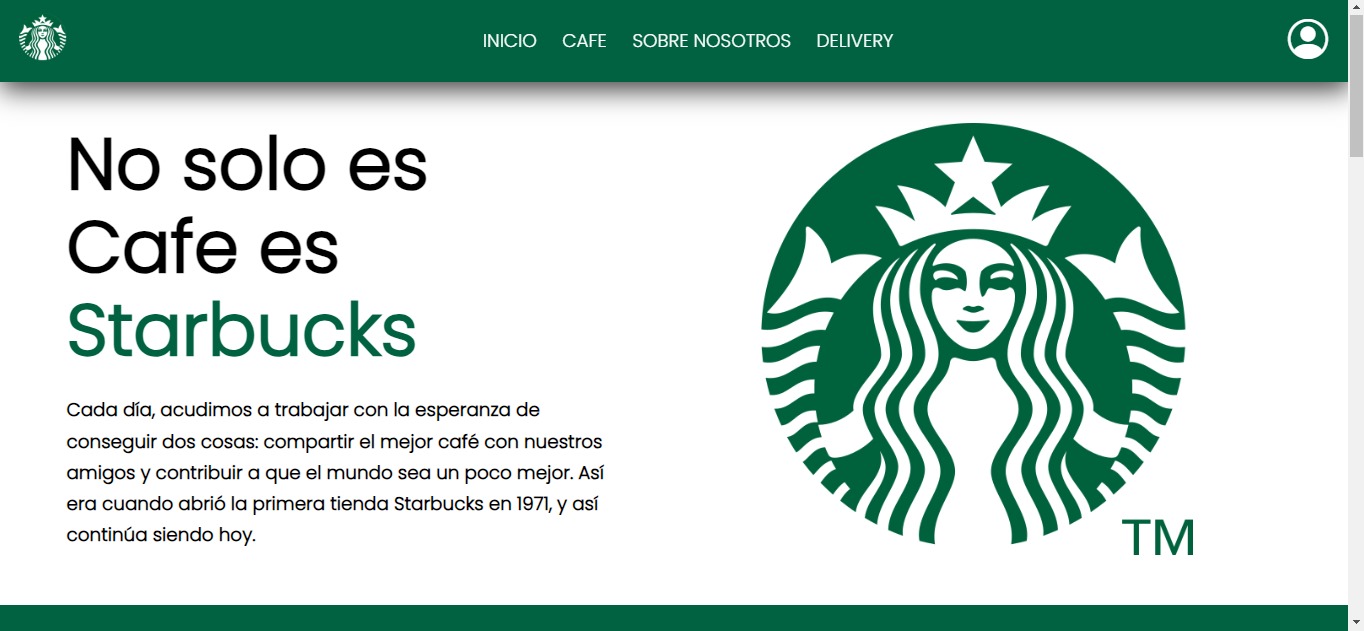 INICIO CAFE SOBRE NOSOTROS DELIVERY
No solo es
Cafe es
Starbucks
Cada día, acudimos a trabajar con la esperanza de
conseguir dos cosas: compartir el mejor café con nuestros
amigos y contribuir a que el mundo sea un poco mejor. Así
era cuando abrió la primera tienda Starbucks en 1971, y así
continúa siendo hoy.
TM